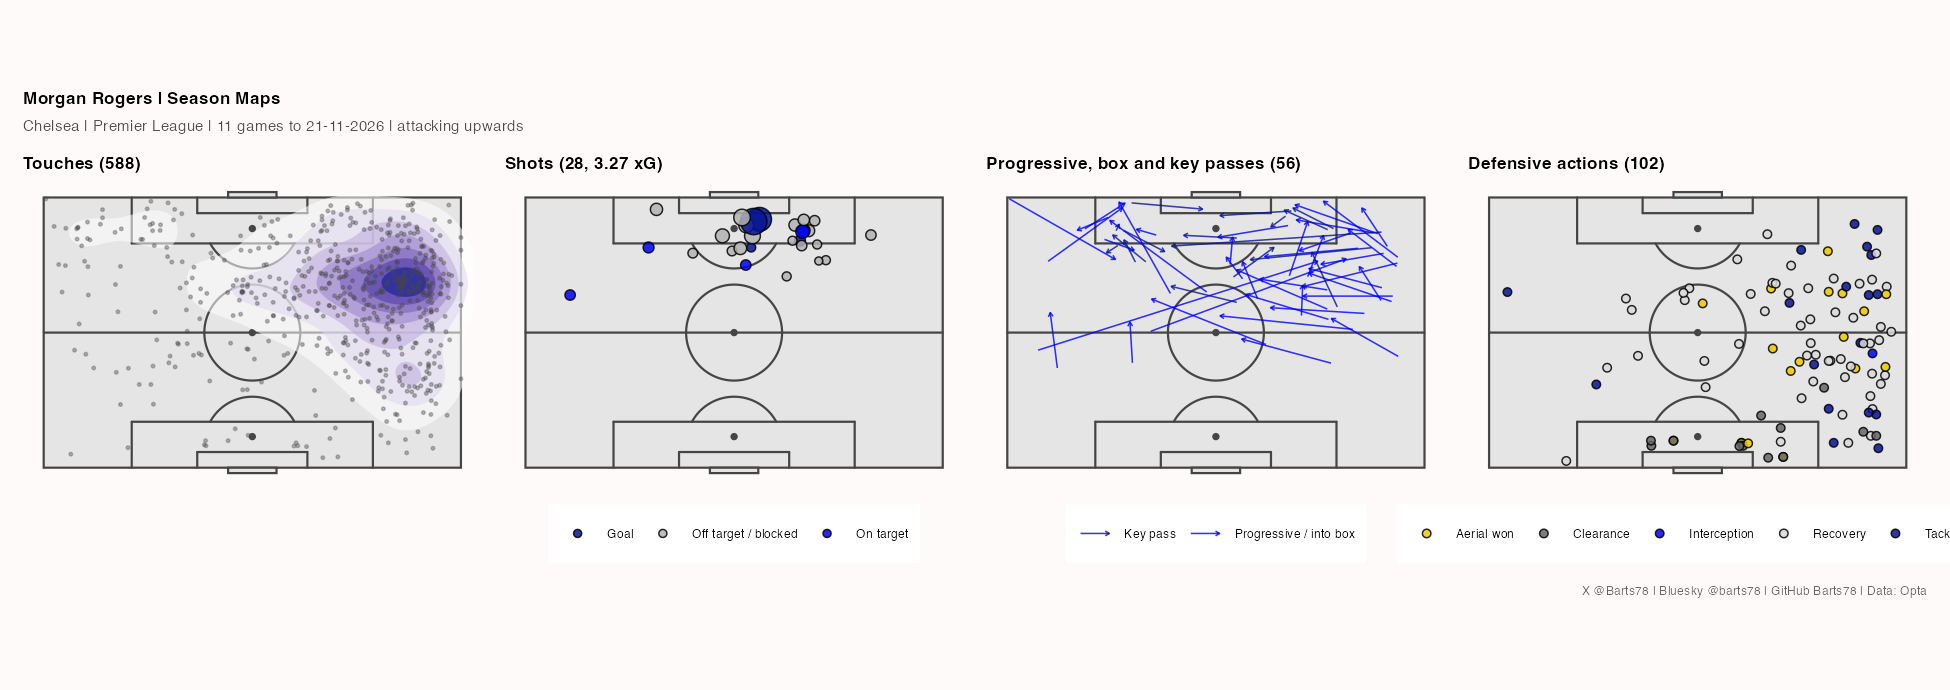 Morgan Rogers | Season Maps
Chelsea | Premier League | 11 games to 21-11-2026 | attacking upwards
Touches (588)
Shots (28, 3.27 xG)
Progressive, box and key passes (56)
Defensive actions (102)
Goal
Off target / blocked
On target
Key pass
Progressive / into box
Aerial won
Clearance
Interception
Recovery
Tack
X @Barts78 | Bluesky @barts78 | GitHub Barts78 | Data: Opta